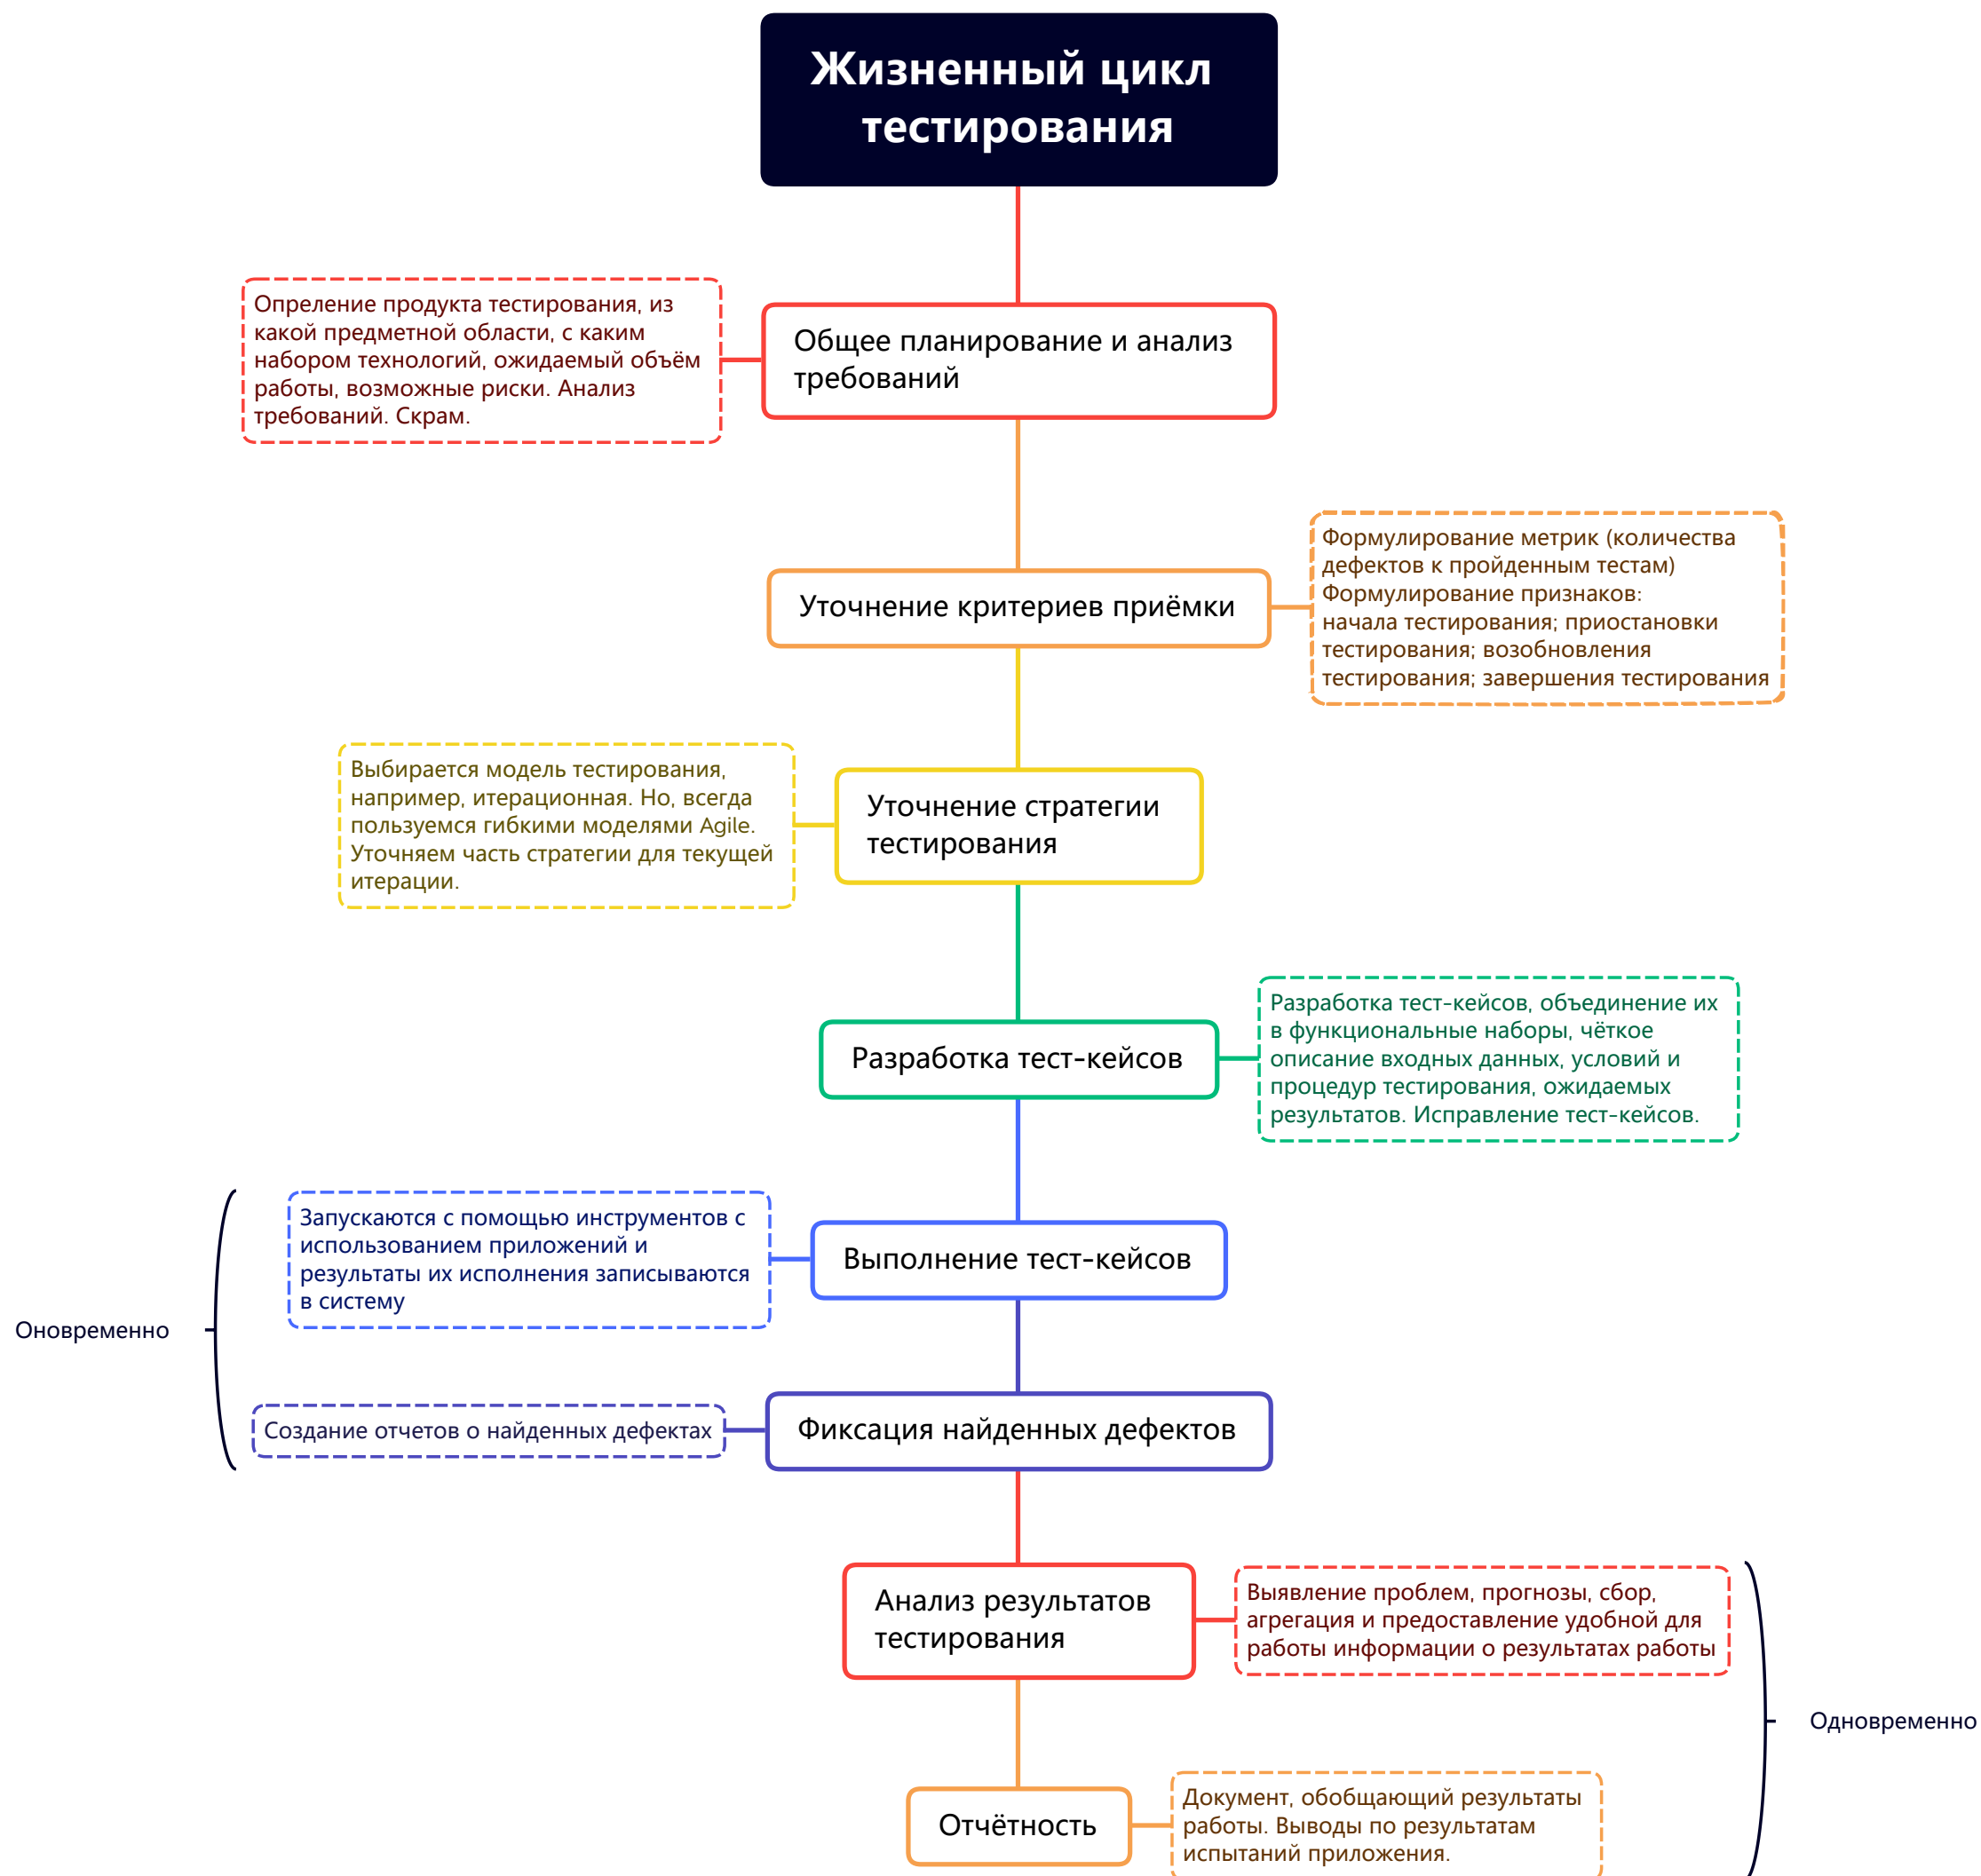 Жизненный цикл
тестирования
Опреление продукта тестирования, из
какой предметной области, с каким
набором технологий, ожидаемый объём
работы, возможные риски. Анализ
требований. Скрам.
Общее планирование и анализ
требований
Уточнение критериев приёмки
Формулирование метрик (количества
дефектов к пройденным тестам)
Формулирование признаков:
начала тестирования; приостановки
тестирования; возобновления
тестирования; завершения тестирования
Выбирается модель тестирования,
например, итерационная. Но, всегда
пользуемся гибкими моделями Agile.
Уточняем часть стратегии для текущей
итерации.
Уточнение стратегии
тестирования
Разработка тест-кейсов
Разработка тест-кейсов, объединение их
в функциональные наборы, чёткое
описание входных данных, условий и
процедур тестирования, ожидаемых
результатов. Исправление тест-кейсов.
Оновременно
Запускаются с помощью инструментов с
использованием приложений и
результаты их исполнения записываются
в систему
Выполнение тест-кейсов
Создание отчетов о найденных дефектах
Фиксация найденных дефектов
Анализ результатов
тестирования
Выявление проблем, прогнозы, сбор,
агрегация и предоставление удобной для
работы информации о результатах работы
Одновременно
Отчётность
Документ, обобщающий результаты
работы. Выводы по результатам
испытаний приложения.